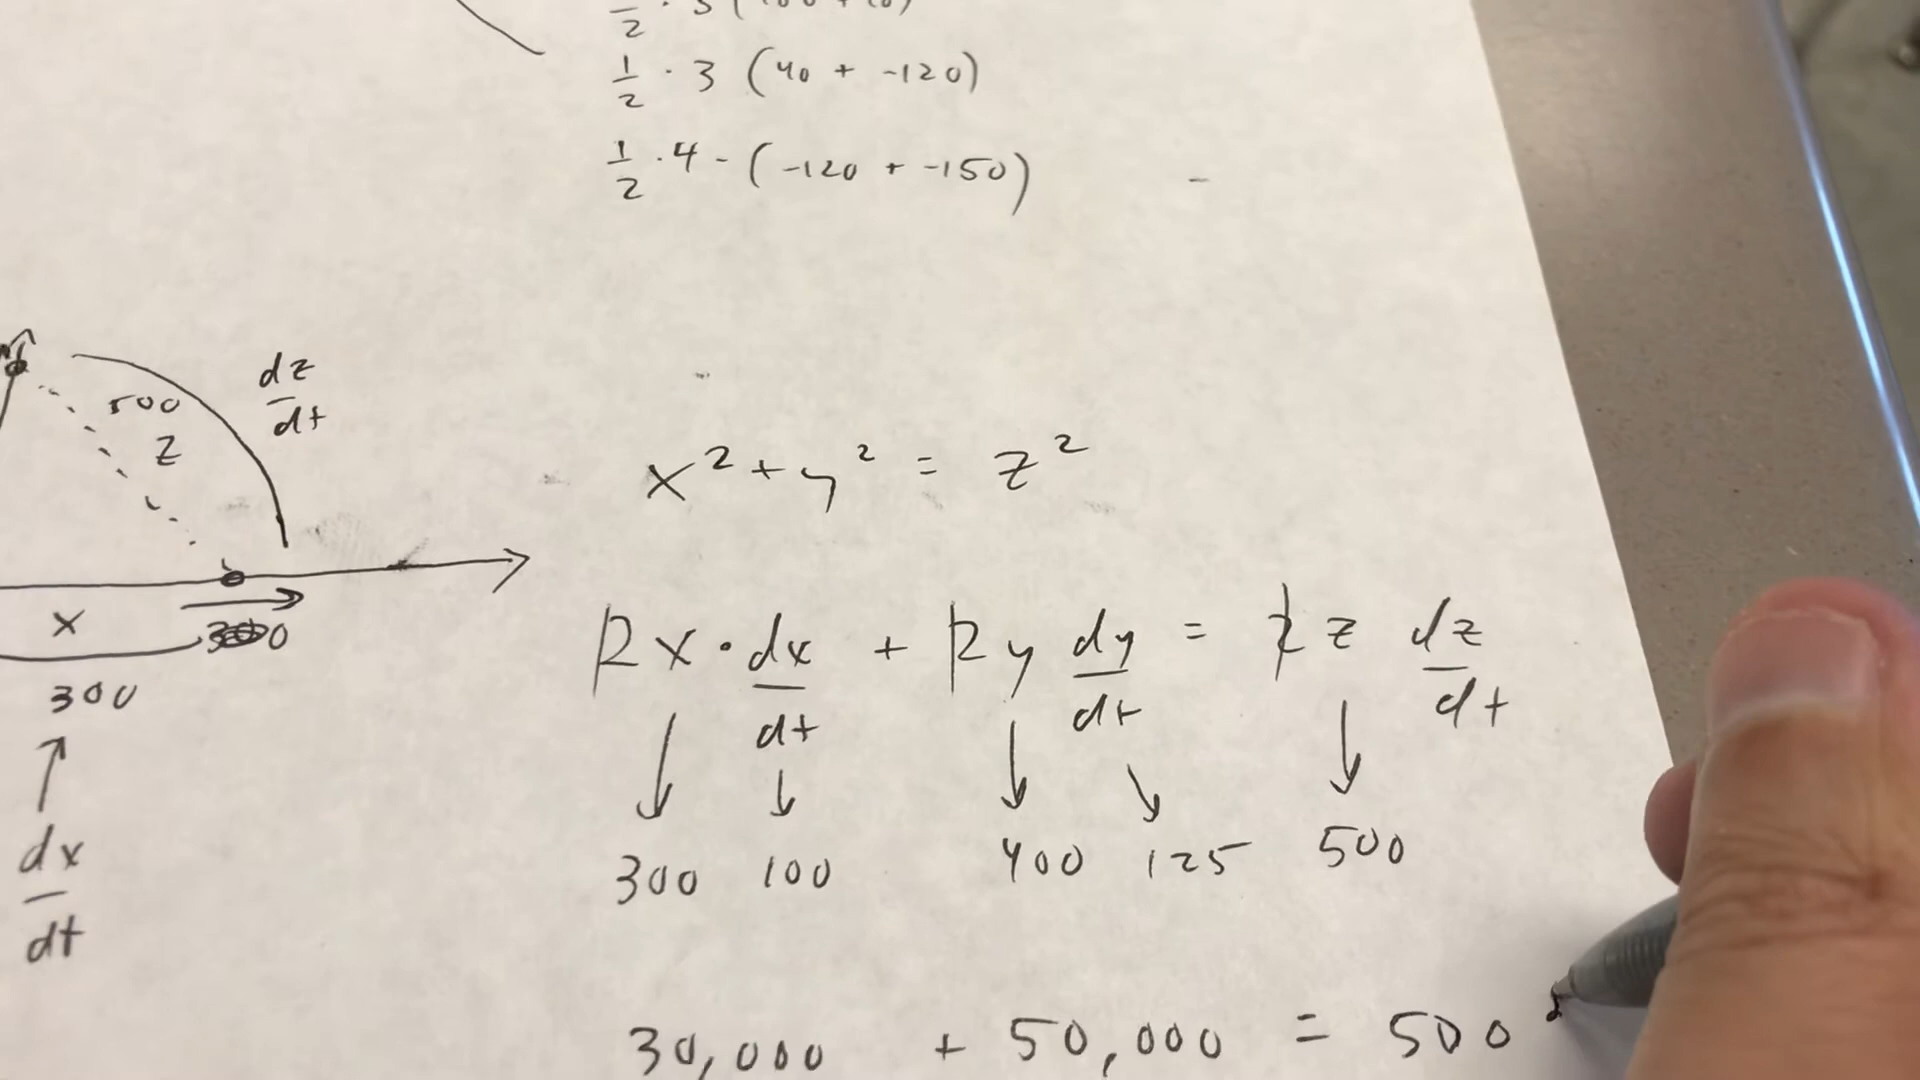 1/2 · 3 (40 + -120)
1/2 · 4 - (-120 + -150)
500
z
dz/dt
x
300
dx/dt
x² + y² = z²
2x · dx/dt + 2y dy/dt = 2z dz/dt
300 100 400 125 500
30,000 + 50,000 = 500